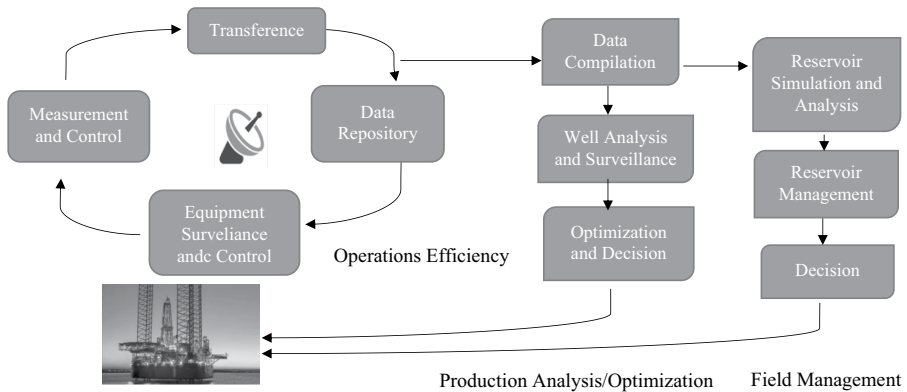 Transference
Measurement
and Control
Data
Repository
Equipment
Surveliance
andc Control
Operations Efficiency
Data
Compilation
Well Analysis
and Surveillance
Optimization
and Decision
Production Analysis/Optimization
Reservoir
Simulation and
Analysis
Reservoir
Management
Decision
Field Management